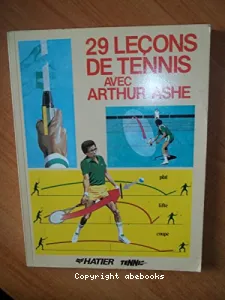 29 LEÇONS
DE TENNIS
AVEC
ARTHUR ASHE
plat
lifté
coupé
HATIER TENNIS
Copyright abebooks